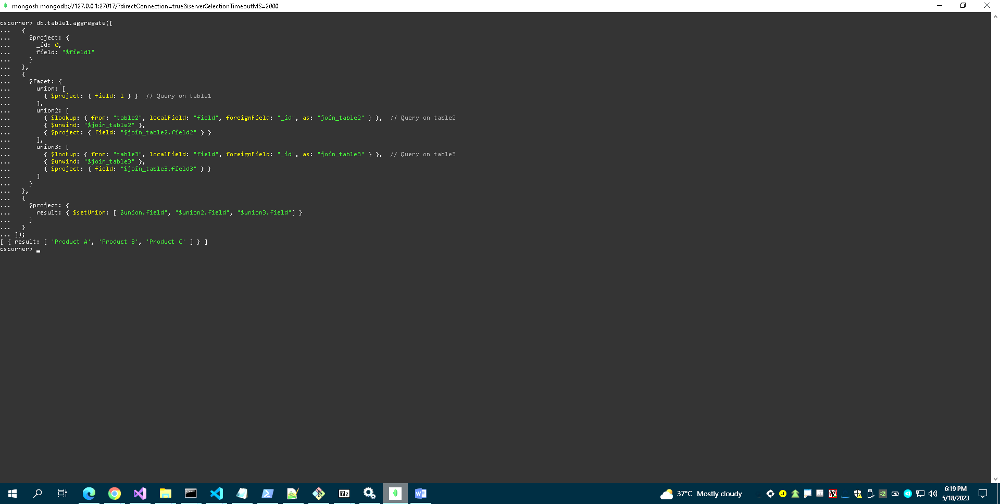 mongosh mongodb://127.0.0.1:27017/?directConnection=true&serverSelectionTimeoutMS=2000
cscorner> db.table1.aggregate([
...   {
...     $project: {
...       _id: 0,
...       field: "$field1"
...     }
...   },
...   {
...     $facet: {
...       union: [
...         { $project: { field: 1 } }  // Query on table1
...       ],
...       union2: [
...         { $lookup: { from: "table2", localField: "field", foreignField: "_id", as: "join_table2" } },  // Query on table2
...         { $unwind: "$join_table2" },
...         { $project: { field: "$join_table2.field2" } }
...       ],
...       union3: [
...         { $lookup: { from: "table3", localField: "field", foreignField: "_id", as: "join_table3" } },  // Query on table3
...         { $unwind: "$join_table3" },
...         { $project: { field: "$join_table3.field3" } }
...       ]
...     }
...   },
...   {
...     $project: {
...       result: { $setUnion: ["$union.field", "$union2.field", "$union3.field"] }
...     }
...   }
... ]);
[ { result: [ 'Product A', 'Product B', 'Product C' ] } ]
cscorner>
37°C Mostly cloudy
6:19 PM
5/18/2023